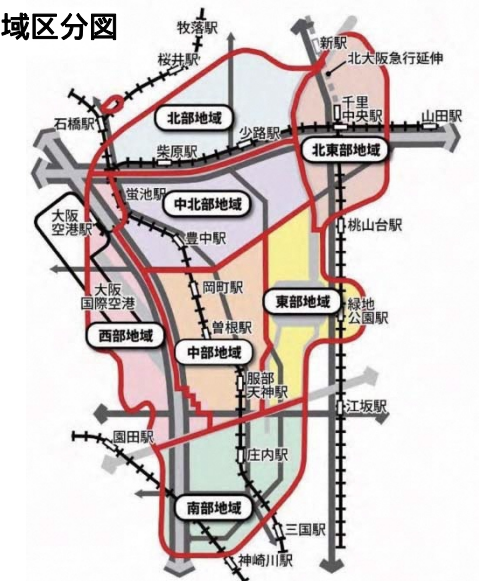 域区分図
牧落駅
桜井駅
新駅
北大阪急行延伸
石橋駅
北部地域
千里
中央駅
山田駅
少路駅
柴原駅
北東部地域
蛍池駅
中北部地域
大阪
空港駅
豊中駅
桃山台駅
大阪
国際空港
岡町駅
東部地域
緑地
公園駅
西部地域
曽根駅
中部地域
服部
天神駅
江坂駅
園田駅
庄内駅
南部地域
三国駅
神崎川駅